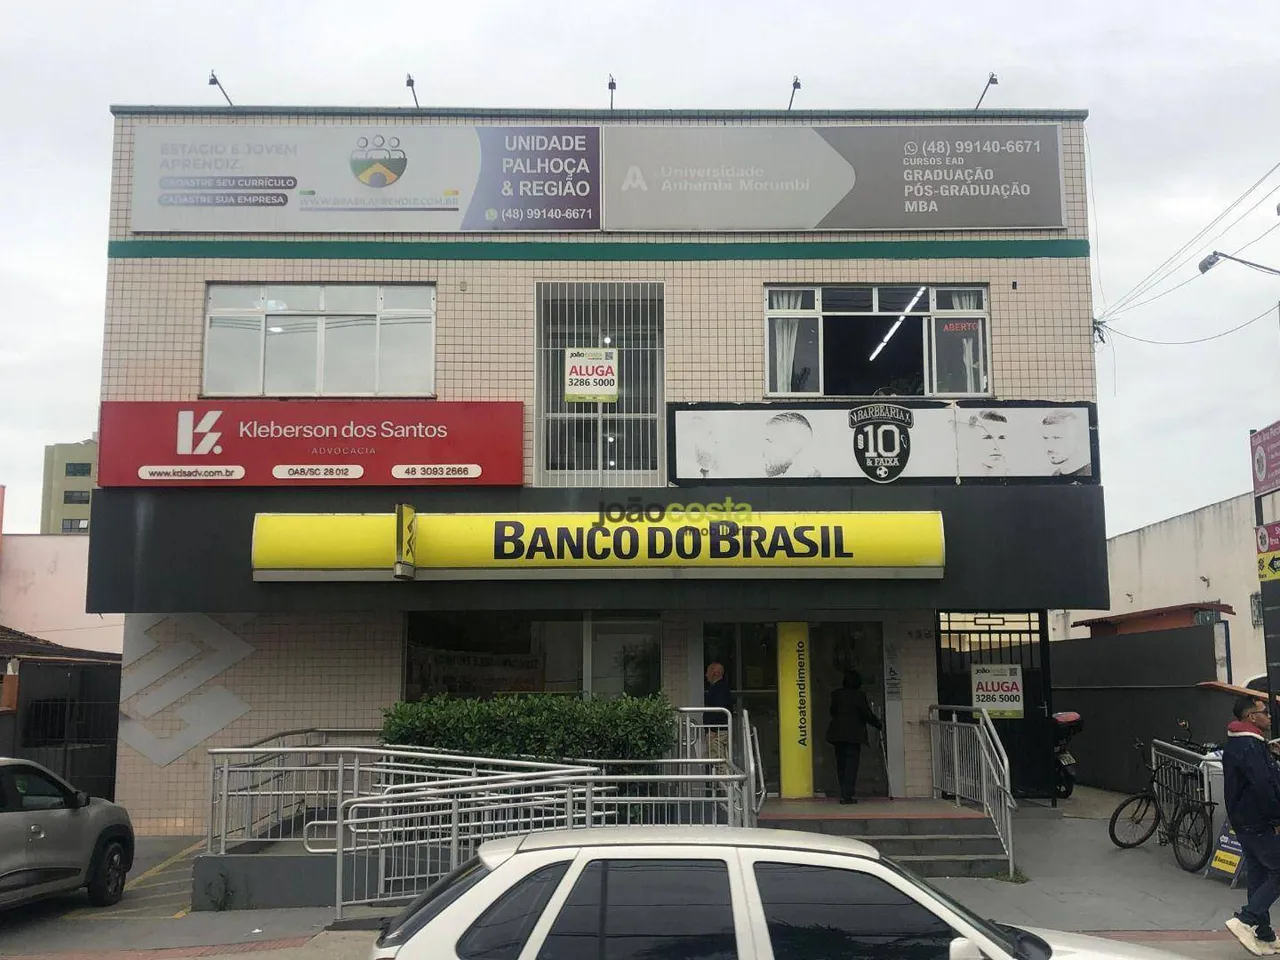 ESTÁGIO E JOVEM
APRENDIZ.
CADASTRE SEU CURRÍCULO
CADASTRE SUA EMPRESA
WWW.BRASILAPRENDIZ.COM.BR
UNIDADE
PALHOÇA
& REGIÃO
(48) 99140-6671
Universidade
Anhembi Morumbi
(48) 99140-6671
CURSOS EAD
GRADUAÇÃO
PÓS-GRADUAÇÃO
MBA
ABERTO
joãocosta
ALUGA
3286 5000
Kleberson dos Santos
ADVOCACIA
www.kdsadv.com.br
OAB/SC 28 012
48 3093 2666
BARBEARIA
10
& FAIXA
joãocosta
BANCO DO BRASIL
Autoatendimento
joãocosta
ALUGA
3286 5000